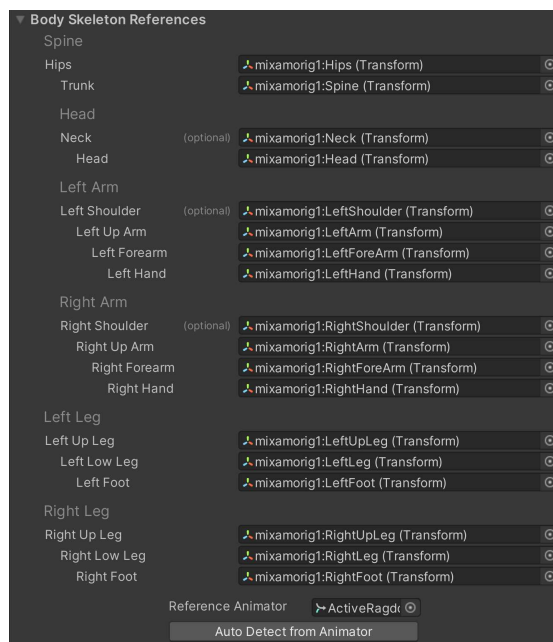 Body Skeleton References
Spine
Hips mixamorig1:Hips (Transform)
Trunk mixamorig1:Spine (Transform)
Head
Neck (optional) mixamorig1:Neck (Transform)
Head mixamorig1:Head (Transform)
Left Arm
Left Shoulder (optional) mixamorig1:LeftShoulder (Transform)
Left Up Arm mixamorig1:LeftArm (Transform)
Left Forearm mixamorig1:LeftForeArm (Transform)
Left Hand mixamorig1:LeftHand (Transform)
Right Arm
Right Shoulder (optional) mixamorig1:RightShoulder (Transform)
Right Up Arm mixamorig1:RightArm (Transform)
Right Forearm mixamorig1:RightForeArm (Transform)
Right Hand mixamorig1:RightHand (Transform)
Left Leg
Left Up Leg mixamorig1:LeftUpLeg (Transform)
Left Low Leg mixamorig1:LeftLeg (Transform)
Left Foot mixamorig1:LeftFoot (Transform)
Right Leg
Right Up Leg mixamorig1:RightUpLeg (Transform)
Right Low Leg mixamorig1:RightLeg (Transform)
Right Foot mixamorig1:RightFoot (Transform)
Reference Animator ActiveRagdo
Auto Detect from Animator